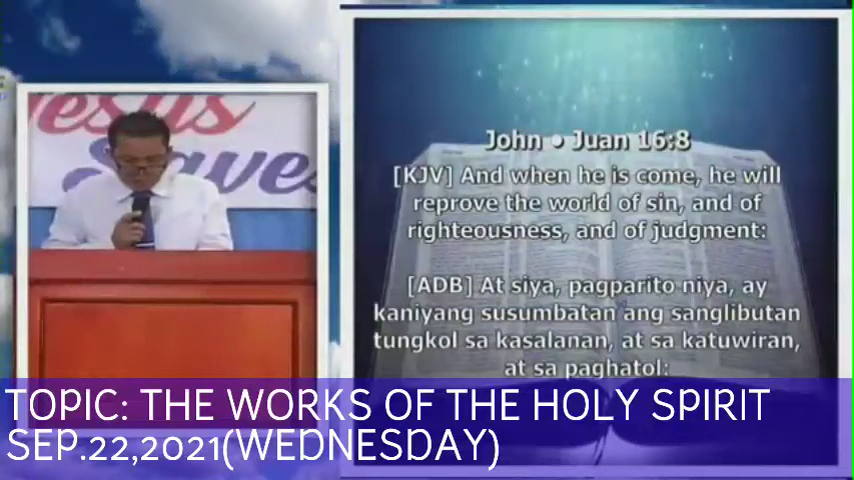 Jesus
Saves
John • Juan 16:8
[KJV] And when he is come, he will
reprove the world of sin, and of
righteousness, and of judgment:
[ADB] At siya, pagparito niya, ay
kaniyang susumbatan ang sanglibutan
tungkol sa kasalanan, at sa katuwiran,
at sa paghatol:
TOPIC: THE WORKS OF THE HOLY SPIRIT
SEP.22,2021(WEDNESDAY)